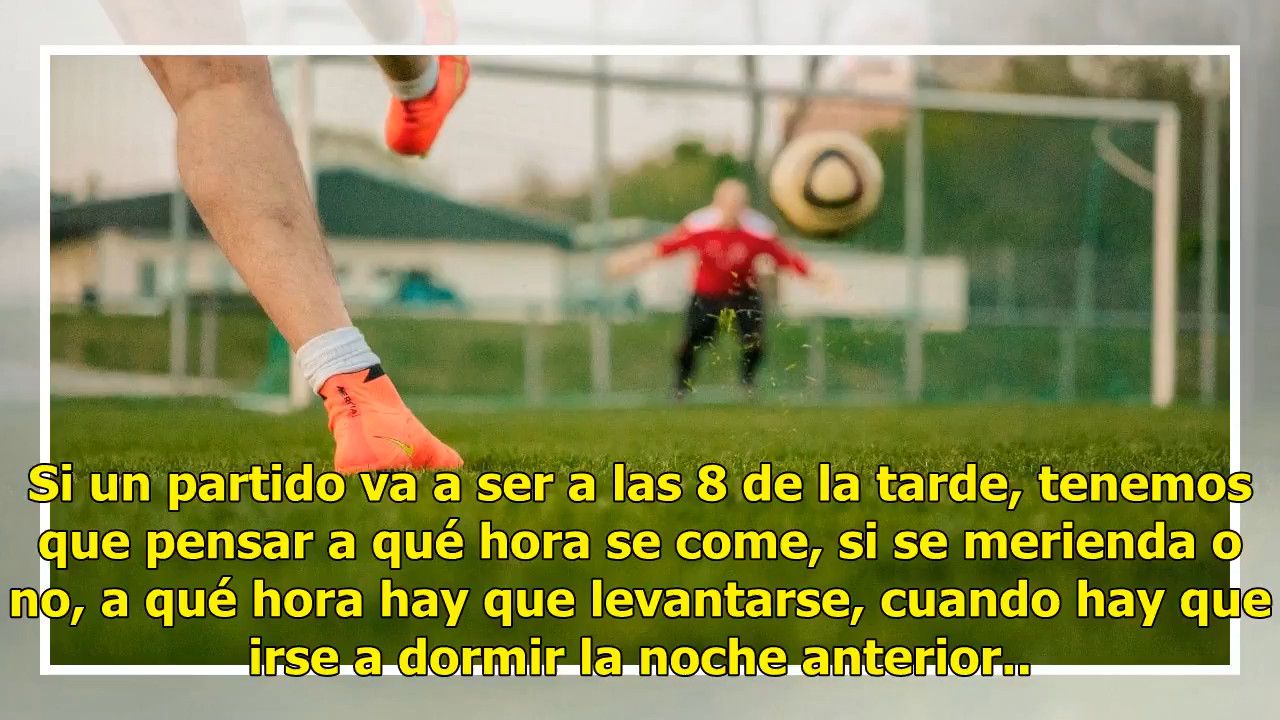 Si un partido va a ser a las 8 de la tarde, tenemos
que pensar a qué hora se come, si se merienda o
no, a qué hora hay que levantarse, cuando hay que
irse a dormir la noche anterior..